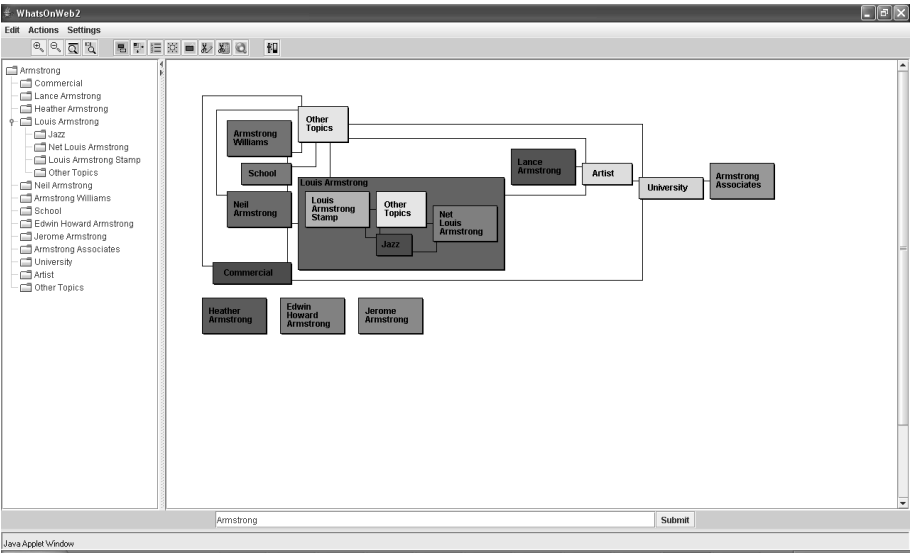 WhatsOnWeb2
Edit Actions Settings
Armstrong
Commercial
Lance Armstrong
Heather Armstrong
Louis Armstrong
Jazz
Net Louis Armstrong
Louis Armstrong Stamp
Other Topics
Neil Armstrong
Armstrong Williams
School
Edwin Howard Armstrong
Jerome Armstrong
Armstrong Associates
University
Artist
Other Topics
Other
Topics
Armstrong
Williams
School
Neil
Armstrong
Louis Armstrong
Louis
Armstrong
Stamp
Other
Topics
Net
Louis
Armstrong
Jazz
Commercial
Lance
Armstrong
Artist
University
Armstrong
Associates
Heather
Armstrong
Edwin
Howard
Armstrong
Jerome
Armstrong
Armstrong
Submit
Java Applet Window